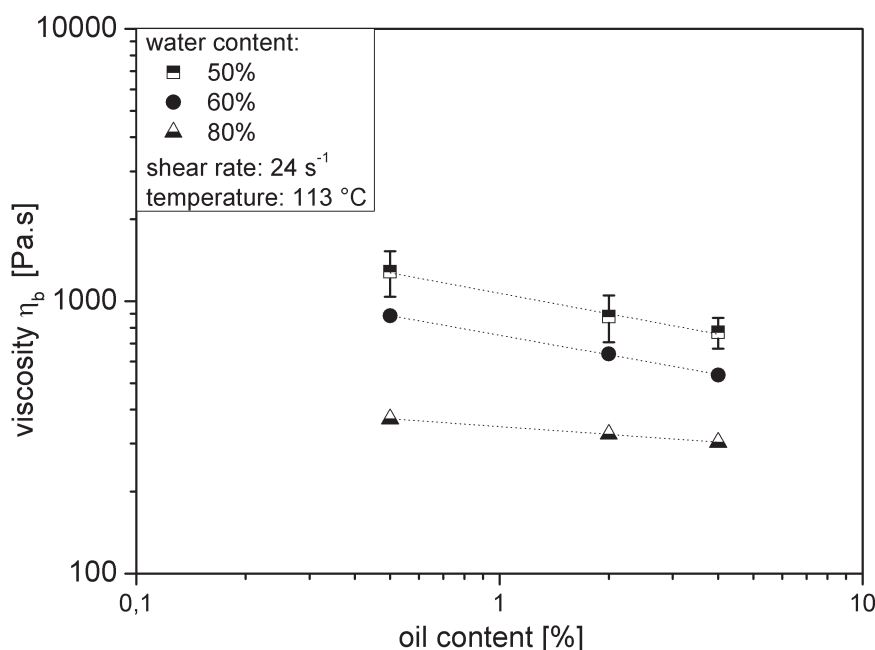 10000
water content:
50%
60%
80%
shear rate: 24 s⁻¹
temperature: 113 °C
viscosity ηb [Pa.s]
1000
100
0,1
1
10
oil content [%]